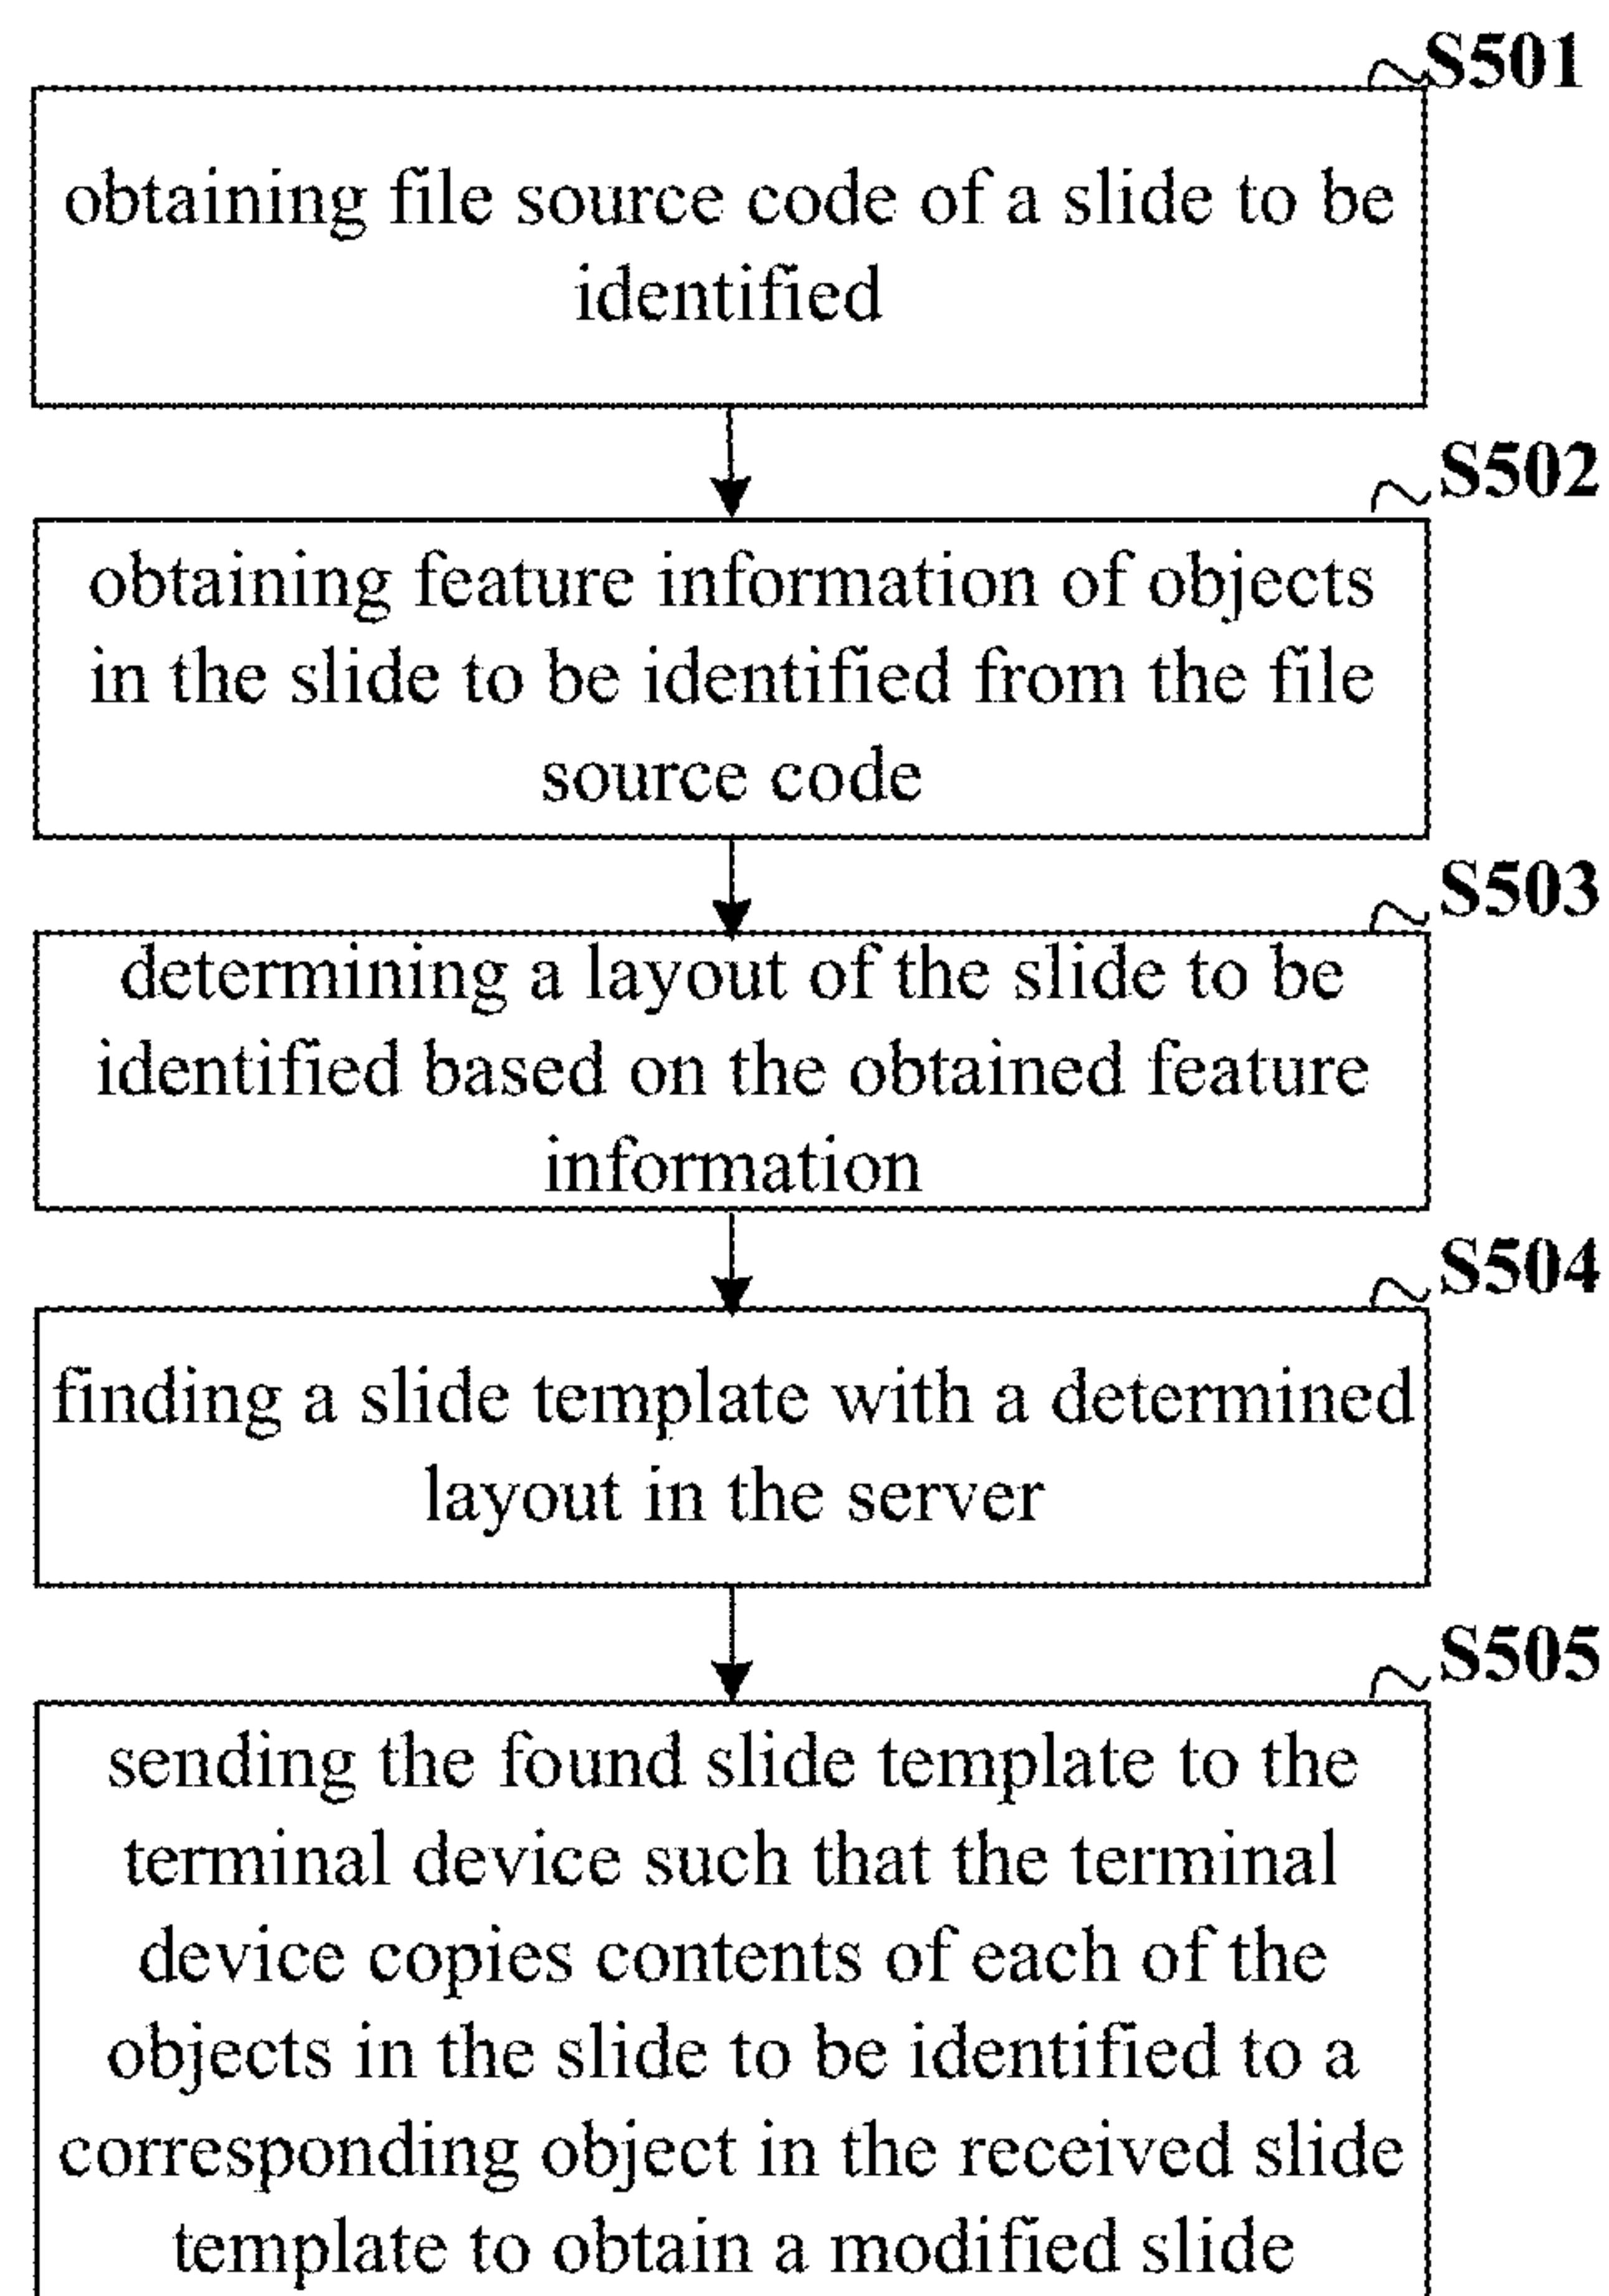 S501
obtaining file source code of a slide to be
identified
S502
obtaining feature information of objects
in the slide to be identified from the file
source code
S503
determining a layout of the slide to be
identified based on the obtained feature
information
S504
finding a slide template with a determined
layout in the server
S505
sending the found slide template to the
terminal device such that the terminal
device copies contents of each of the
objects in the slide to be identified to a
corresponding object in the received slide
template to obtain a modified slide